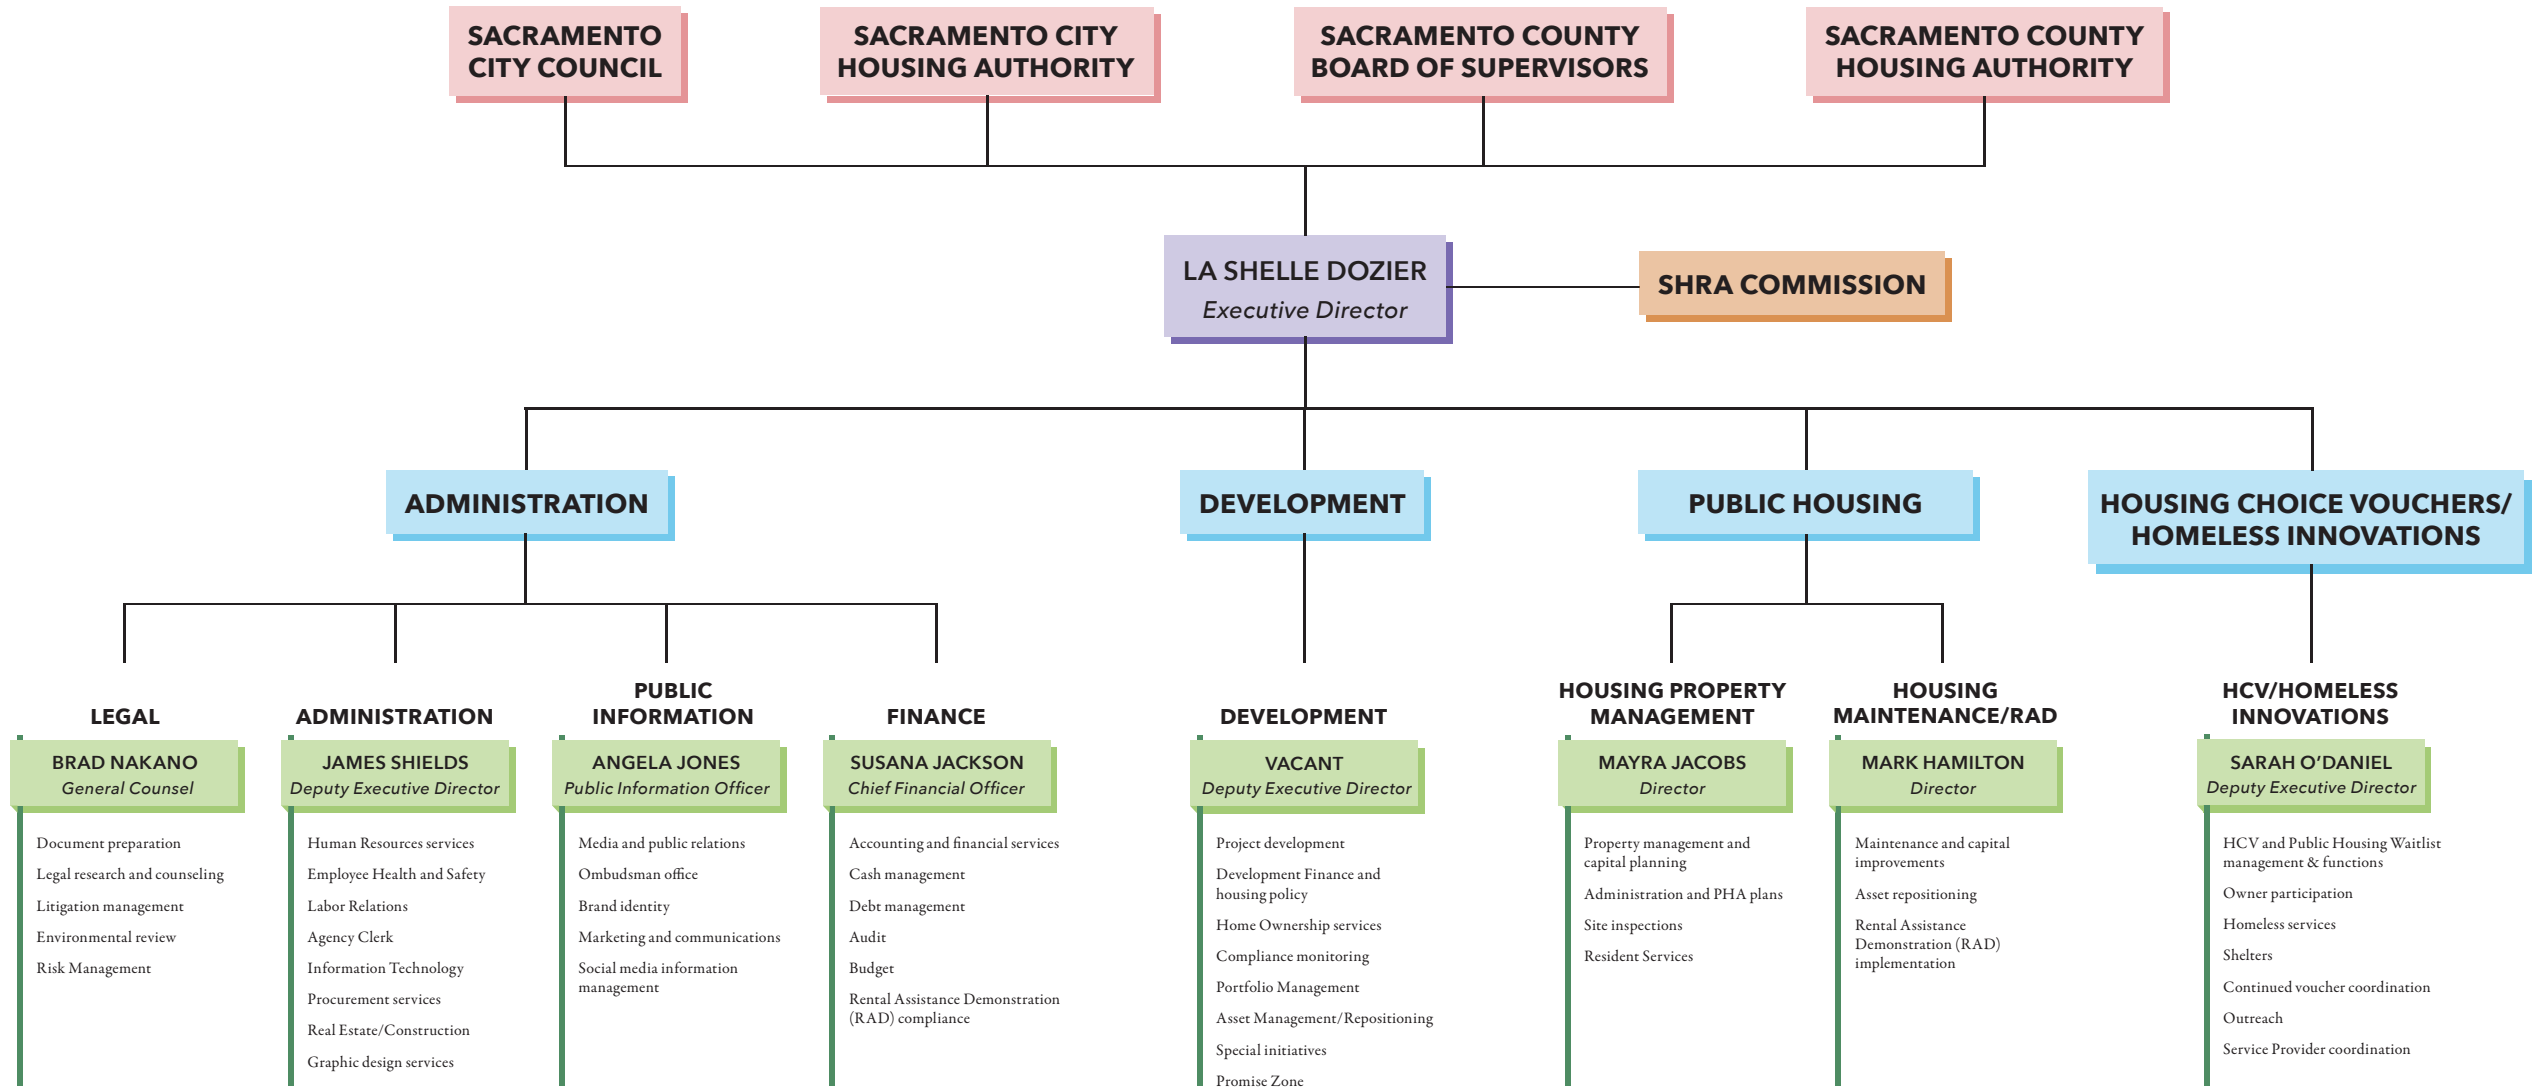 SACRAMENTO
CITY COUNCIL
SACRAMENTO CITY
HOUSING AUTHORITY
SACRAMENTO COUNTY
BOARD OF SUPERVISORS
SACRAMENTO COUNTY
HOUSING AUTHORITY
LA SHELLE DOZIER
Executive Director
SHRA COMMISSION
ADMINISTRATION
DEVELOPMENT
PUBLIC HOUSING
HOUSING CHOICE VOUCHERS/
HOMELESS INNOVATIONS
LEGAL
BRAD NAKANO
General Counsel
Document preparation
Legal research and counseling
Litigation management
Environmental review
Risk Management
ADMINISTRATION
JAMES SHIELDS
Deputy Executive Director
Human Resources services
Employee Health and Safety
Labor Relations
Agency Clerk
Information Technology
Procurement services
Real Estate/Construction
Graphic design services
PUBLIC
INFORMATION
ANGELA JONES
Public Information Officer
Media and public relations
Ombudsman office
Brand identity
Marketing and communications
Social media information
management
FINANCE
SUSANA JACKSON
Chief Financial Officer
Accounting and financial services
Cash management
Debt management
Audit
Budget
Rental Assistance Demonstration
(RAD) compliance
DEVELOPMENT
VACANT
Deputy Executive Director
Project development
Development Finance and
housing policy
Home Ownership services
Compliance monitoring
Portfolio Management
Asset Management/Repositioning
Special initiatives
Promise Zone
HOUSING PROPERTY
MANAGEMENT
MAYRA JACOBS
Director
Property management and
capital planning
Administration and PHA plans
Site inspections
Resident Services
HOUSING
MAINTENANCE/RAD
MARK HAMILTON
Director
Maintenance and capital
improvements
Asset repositioning
Rental Assistance
Demonstration (RAD)
implementation
HCV/HOMELESS
INNOVATIONS
SARAH O’DANIEL
Deputy Executive Director
HCV and Public Housing Waitlist
management & functions
Owner participation
Homeless services
Shelters
Continued voucher coordination
Outreach
Service Provider coordination